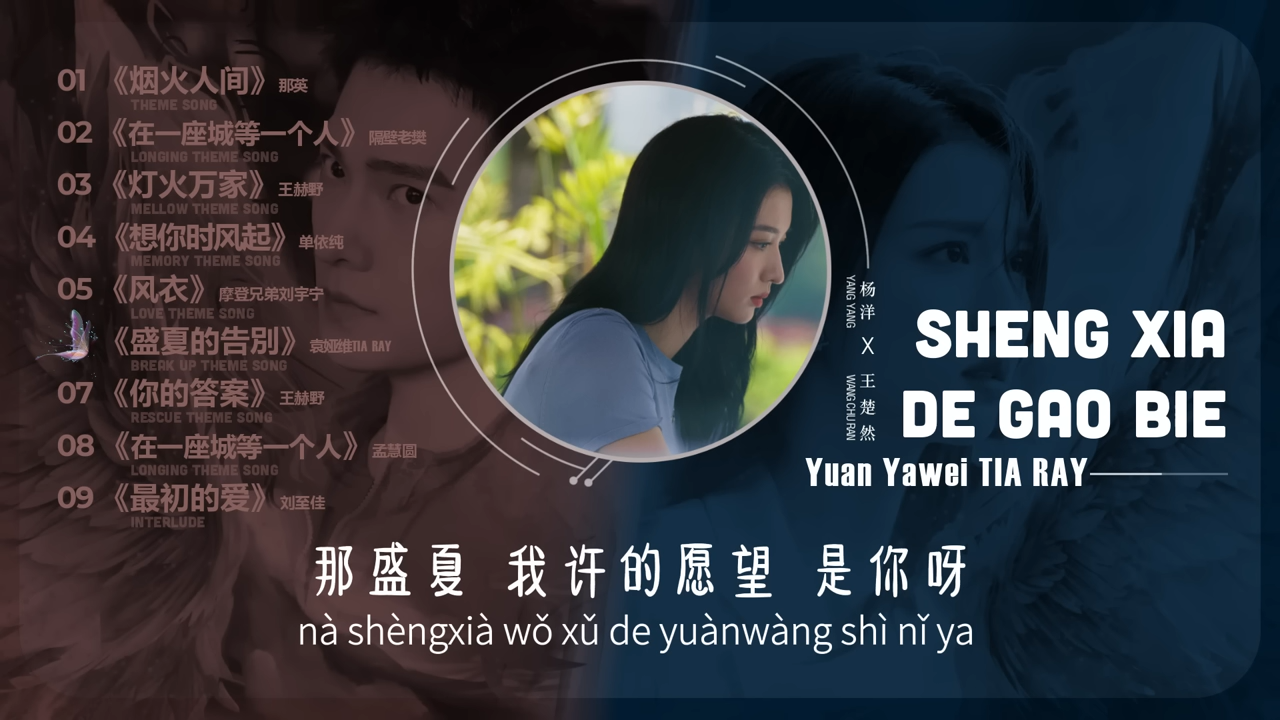 01 《烟火人间》 那英
THEME SONG
02 《在一座城等一个人》 隔壁老樊
LONGING THEME SONG
03 《灯火万家》 王赫野
MELLOW THEME SONG
04 《想你时风起》 单依纯
MEMORY THEME SONG
05 《风衣》 摩登兄弟刘宇宁
LOVE THEME SONG
《盛夏的告別》 袁娅维TIA RAY
BREAK UP THEME SONG
07 《你的答案》 王赫野
RESCUE THEME SONG
08 《在一座城等一个人》 孟慧圆
LONGING THEME SONG
09 《最初的爱》 刘至佳
INTERLUDE
杨洋 X 王楚然
YANG YANG WANG CHU RAN
SHENG XIA
DE GAO BIE
Yuan Yawei TIA RAY
那盛夏 我许的愿望 是你呀
nà shèngxià wǒ xǔ de yuànwàng shì nǐ ya